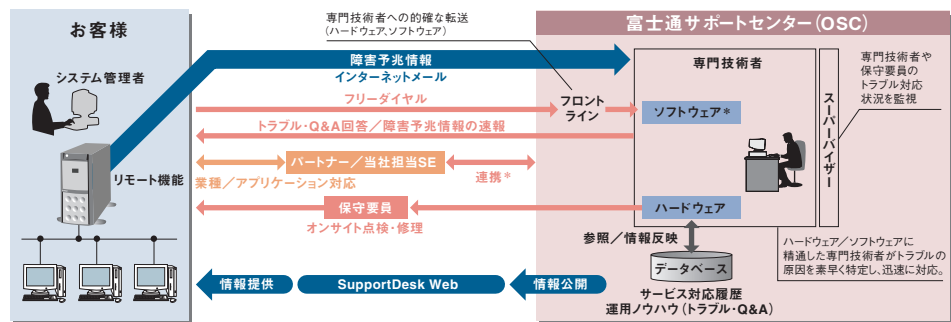 お客様
システム管理者
リモート機能
専門技術者への的確な転送
(ハードウェア、ソフトウェア)
障害予兆情報
インターネットメール
フリーダイヤル
フロント
ライン
トラブル・Q&A回答／障害予兆情報の速報
パートナー／当社担当SE
業種／アプリケーション対応
連携*
保守要員
オンサイト点検・修理
情報提供
SupportDesk Web
情報公開
富士通サポートセンター(OSC)
専門技術者
ソフトウェア*
ハードウェア
スーパーバイザー
専門技術者や
保守要員の
トラブル対応
状況を監視
参照／情報反映
データベース
サービス対応履歴
運用ノウハウ(トラブル・Q&A)
ハードウェア／ソフトウェアに
精通した専門技術者がトラブルの
原因を素早く特定し、迅速に対応。